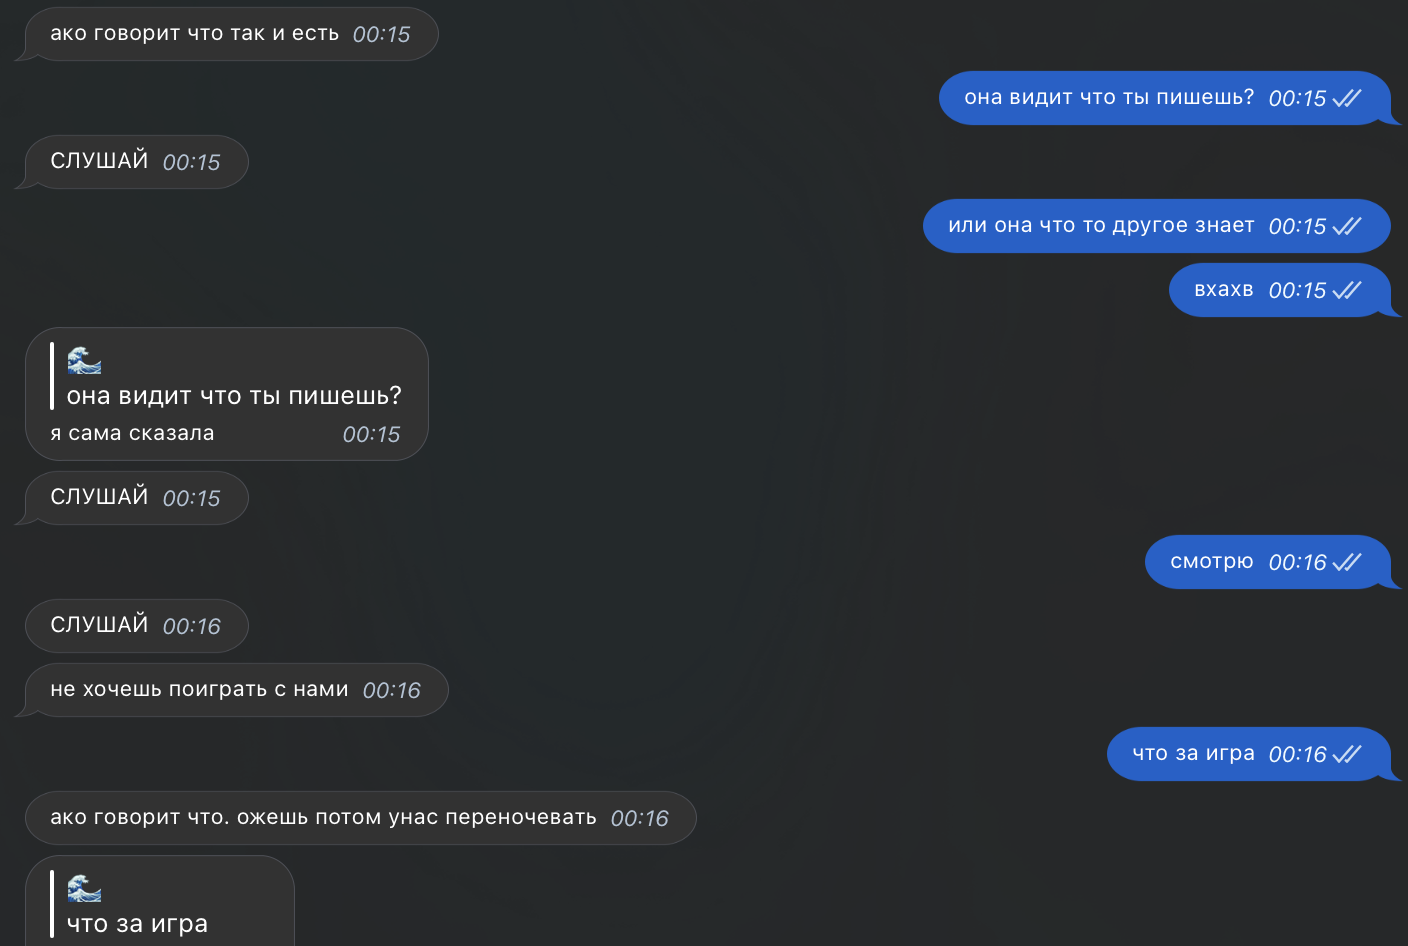 ако говорит что так и есть 00:15
она видит что ты пишешь? 00:15
СЛУШАЙ 00:15
или она что то другое знает 00:15
вхахв 00:15
🌊
она видит что ты пишешь?
я сама сказала 00:15
СЛУШАЙ 00:15
смотрю 00:16
СЛУШАЙ 00:16
не хочешь поиграть с нами 00:16
что за игра 00:16
ако говорит что. ожешь потом унас переночевать 00:16
🌊
что за игра